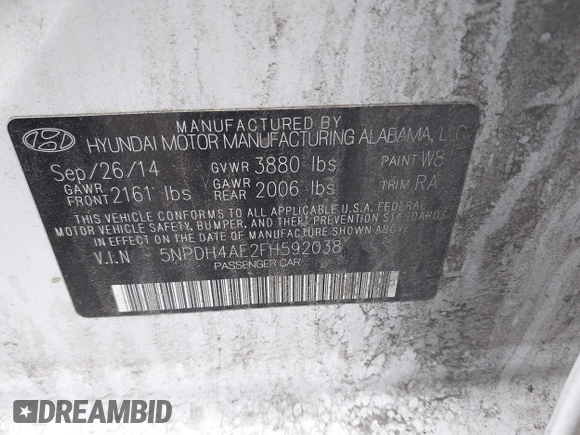 MANUFACTURED BY
HYUNDAI MOTOR MANUFACTURING ALABAMA, LLC
Sep/26/14 GVWR 3880 lbs PAINT W8
GAWR FRONT 2161 lbs GAWR REAR 2006 lbs TRIM RA
THIS VEHICLE CONFORMS TO ALL APPLICABLE U.S.A. FEDERAL
MOTOR VEHICLE SAFETY, BUMPER, AND THEFT PREVENTION STANDARDS
IN EFFECT ON THE DATE OF MANUFACTURE SHOWN ABOVE.
V.I.N 5NPDH4AE2FH592038
PASSENGER CAR
DREAMBID